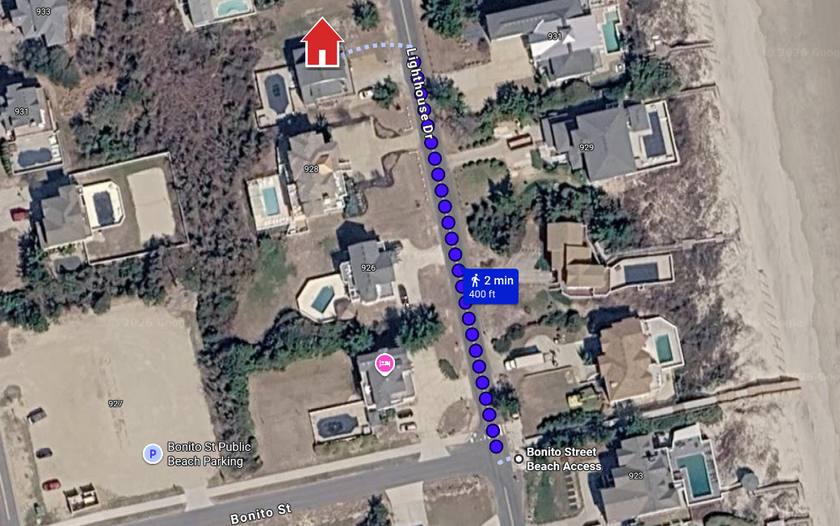 933
931
Lighthouse Dr
931
929
928
926
2 min
400 ft
927
P
Bonito St Public
Beach Parking
Bonito Street
Beach Access
923
Bonito St